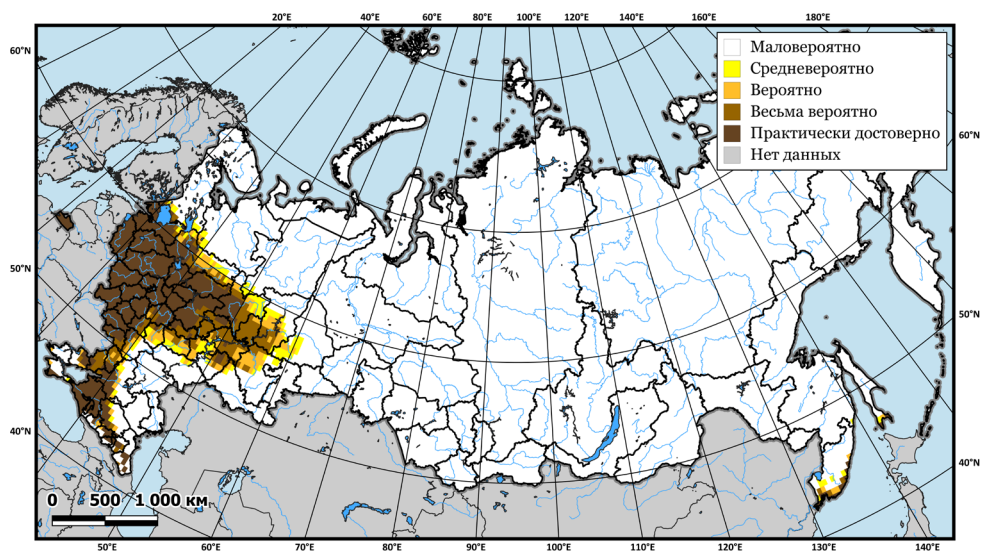 20°E 40°E 60°E 80°E 100°E 120°E 140°E 160°E 180°E
60°N
Маловероятно
Средневероятно
Вероятно
Весьма вероятно
Практически достоверно
Нет данных
60°N
50°N
50°N
40°N
40°N
0 500 1 000 км
50°E 60°E 70°E 80°E 90°E 100°E 110°E 120°E 130°E 140°E